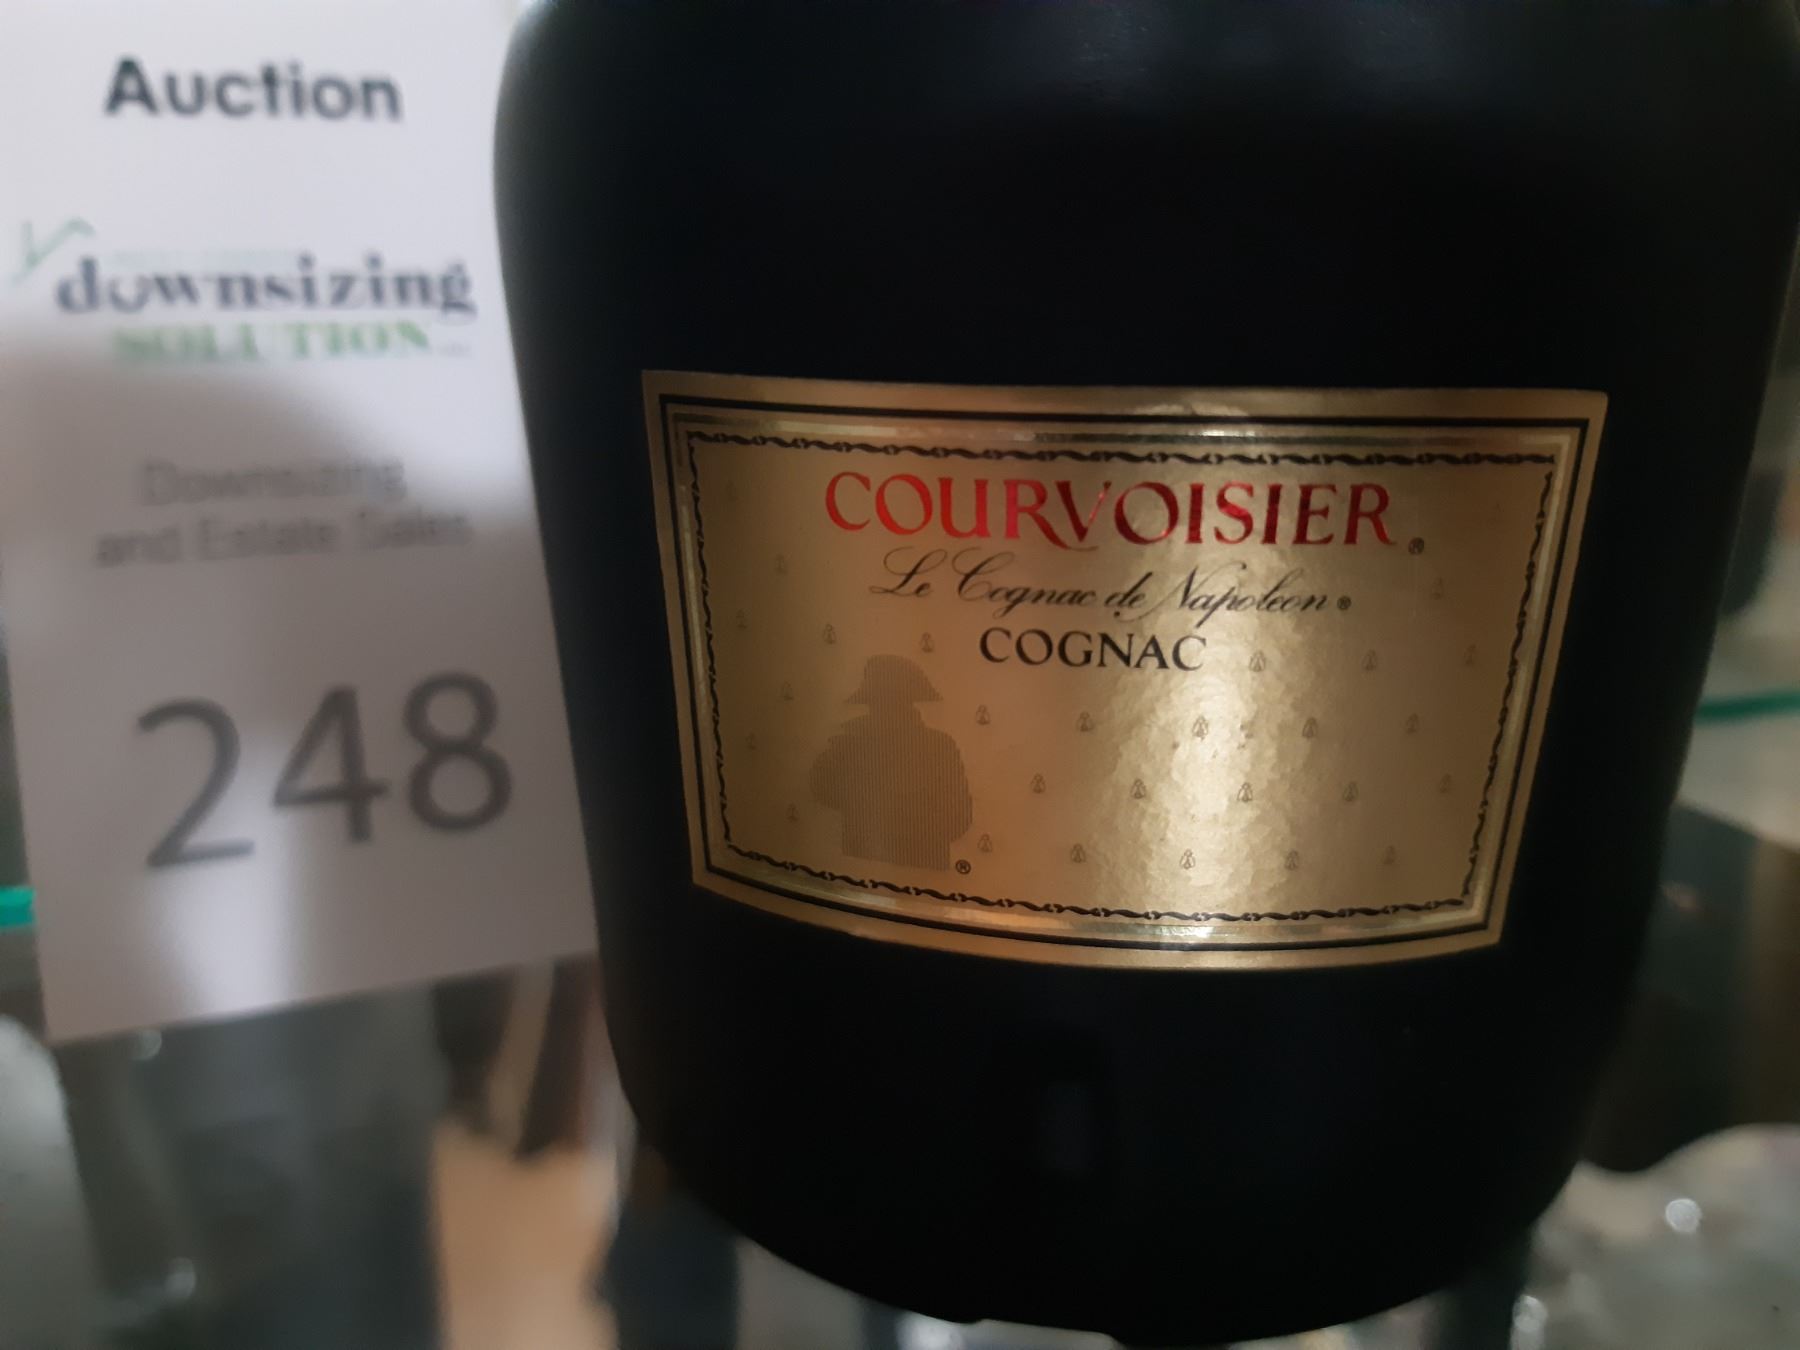 Auction
downsizing
SOLUTION
Downsizing
and Estate Sales
248
COURVOISIER®
Le Cognac de Napoleon®
COGNAC
®